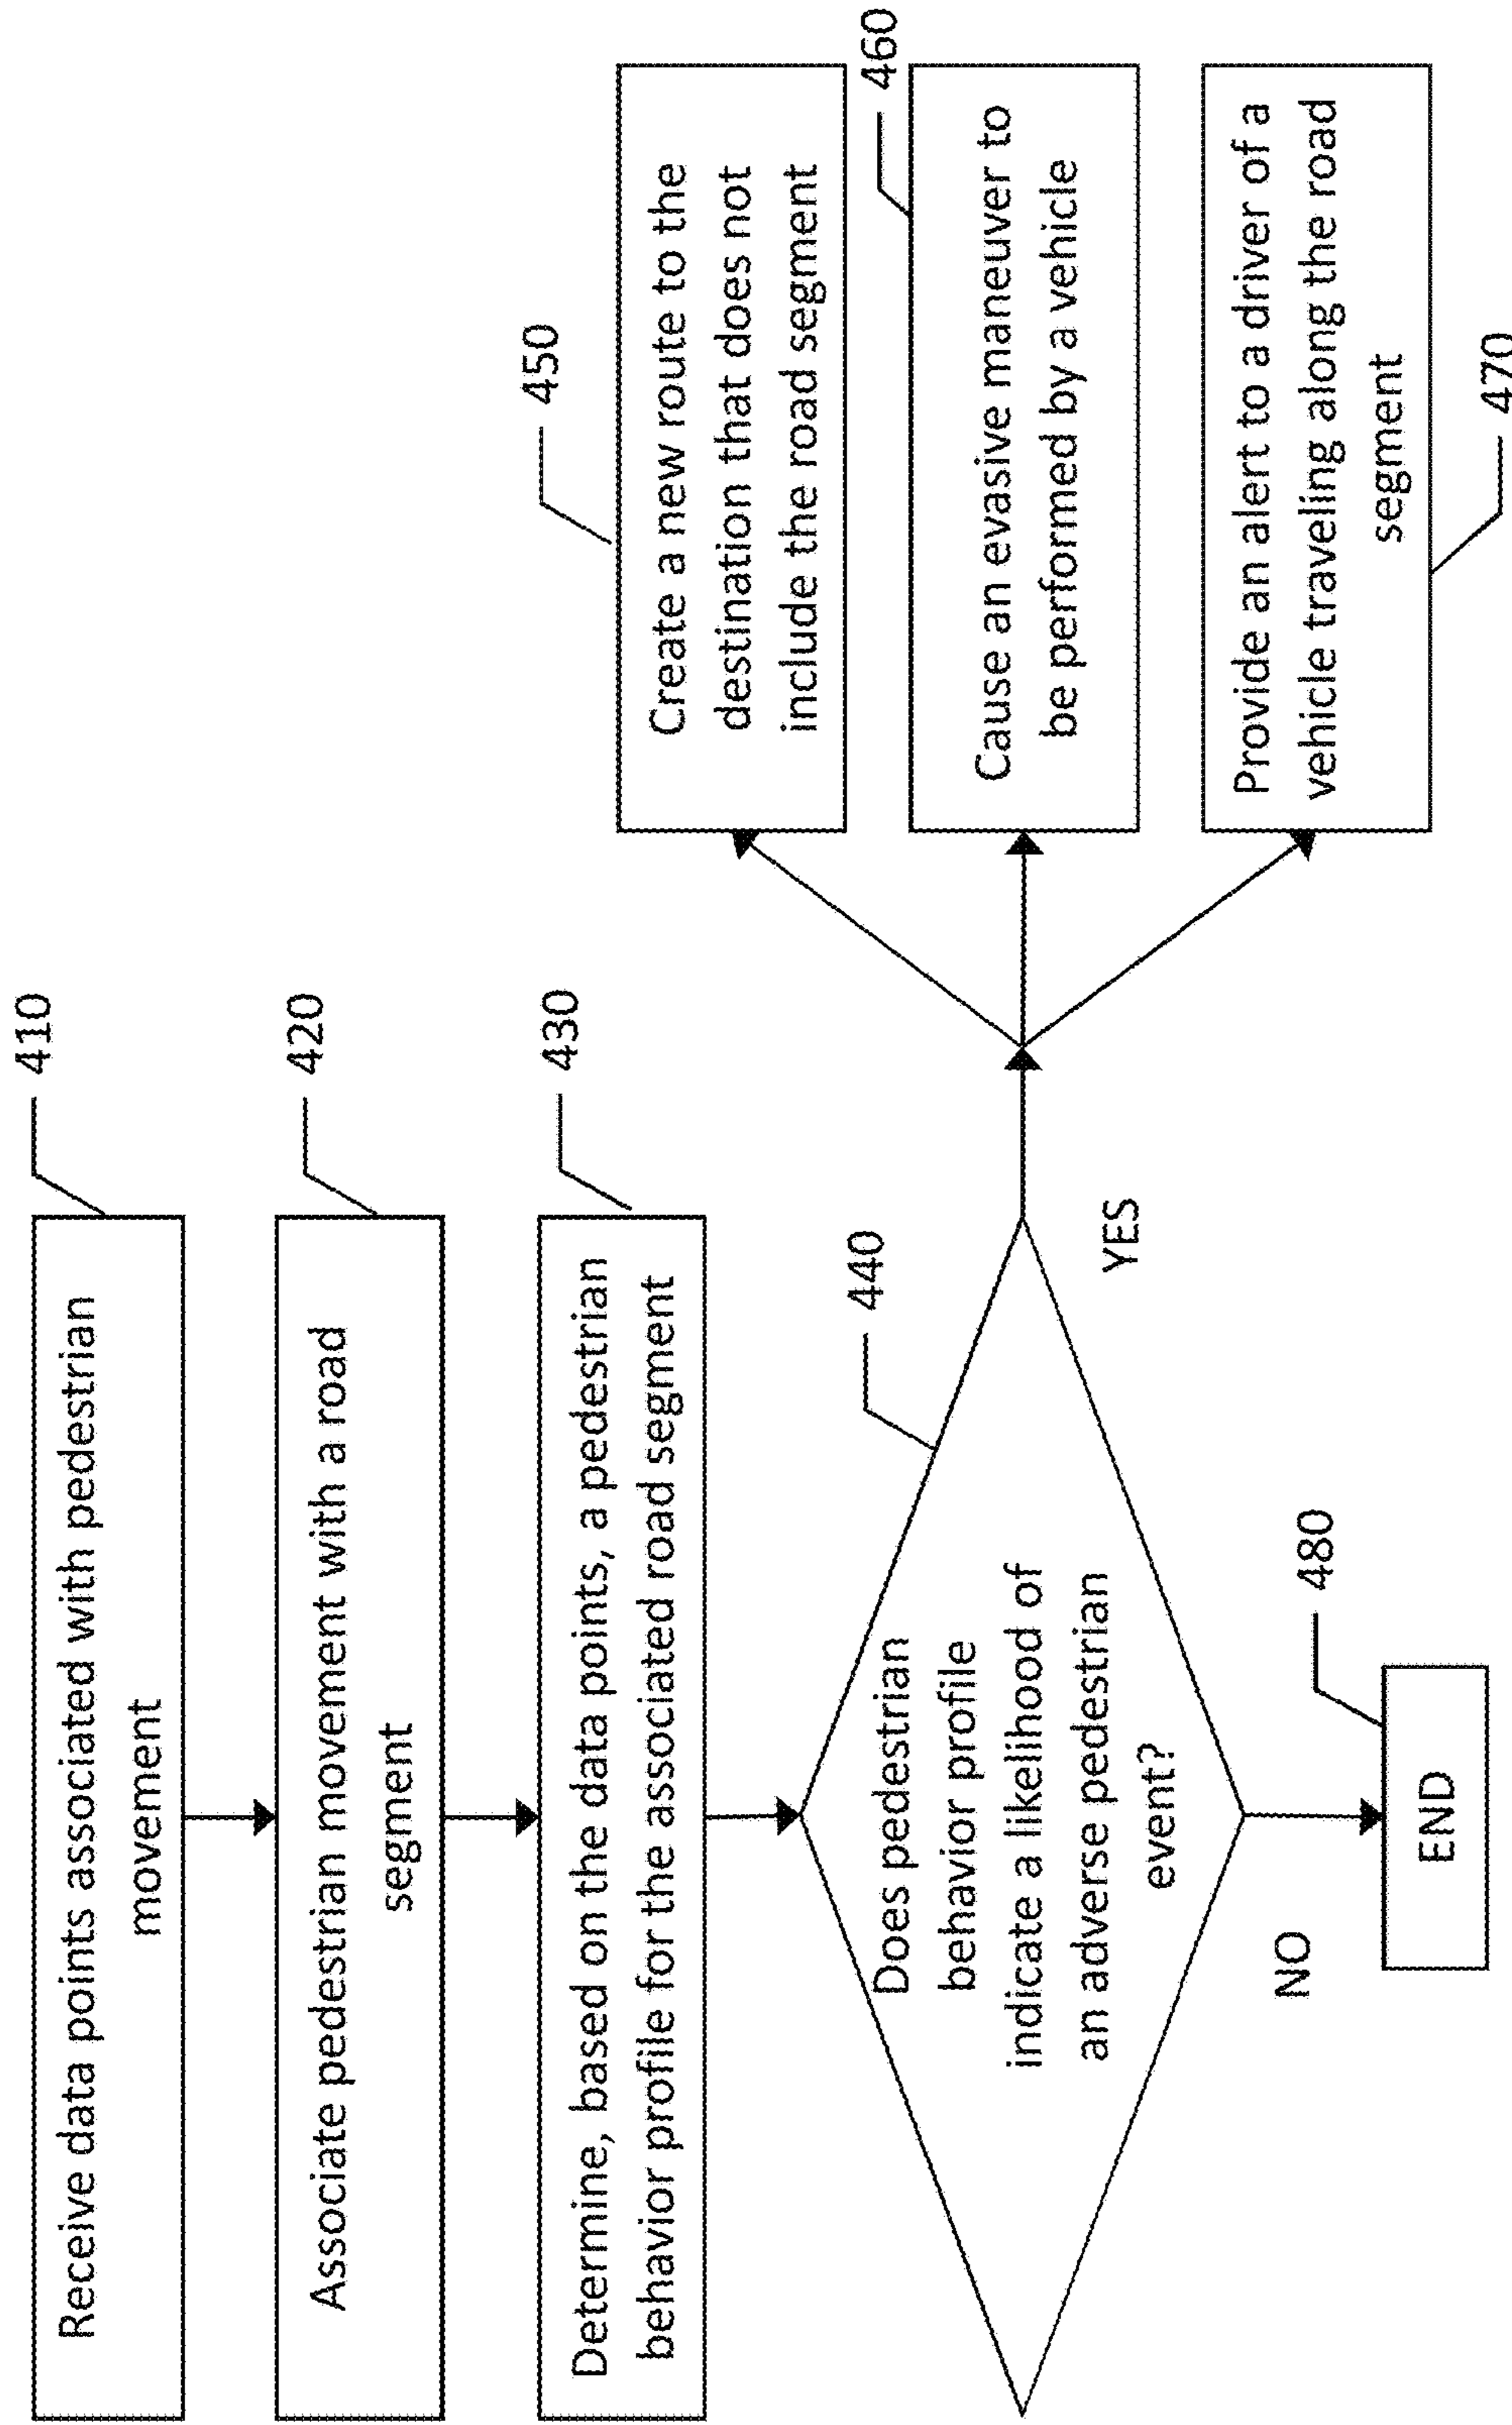 Receive data points associated with pedestrian
movement
410
Associate pedestrian movement with a road
segment
420
Determine, based on the data points, a pedestrian
behavior profile for the associated road segment
430
Does pedestrian
behavior profile
indicate a likelihood of
an adverse pedestrian
event?
440
YES
NO
END
480
Create a new route to the
destination that does not
include the road segment
450
Cause an evasive maneuver to
be performed by a vehicle
460
Provide an alert to a driver of a
vehicle traveling along the road
segment
470